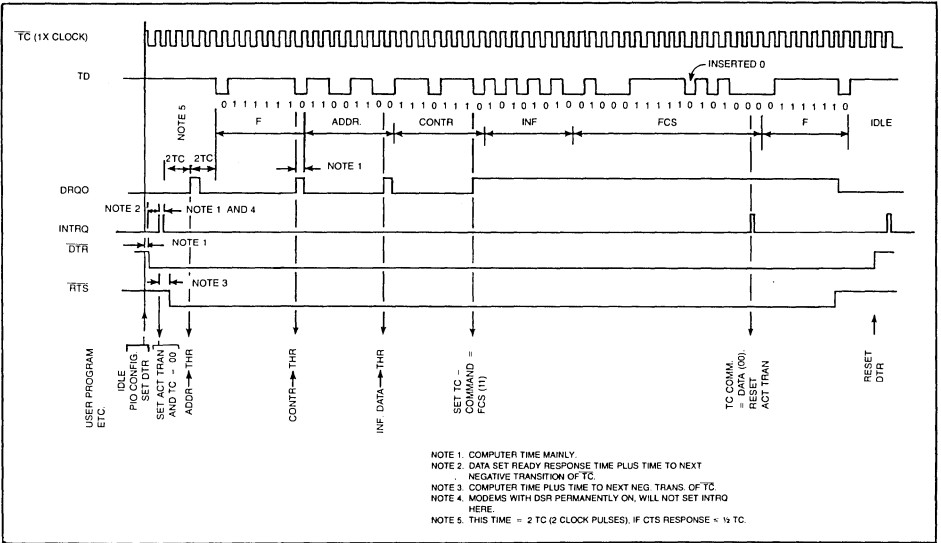 TC (1X CLOCK)
INSERTED 0
TD
0 1 1 1 1 1 1 0 1 1 0 0 1 1 0 1 1 0 1 1 1 0 1 0 1 0 1 0 1 0 1 0 0 0 1 1 1 1 1 0 1 0 1 0 0 0 0 1 1 1 1 1 1 0
NOTE 5
F
ADDR.
CONTR
INF
FCS
F
IDLE
2TC
2TC
NOTE 1
DRQO
NOTE 2
NOTE 1 AND 4
INTRQ
NOTE 1
DTR
NOTE 3
RTS
USER PROGRAM
ETC.
IDLE
PIO CONFIG.
SET DTR
SET ACT TRAN
AND TC - 00
ADDR→THR
CONTR→THR
INF. DATA→THR
SET TC -
COMMAND =
FCS (11)
TC COMM.
= DATA (00).
RESET
ACT TRAN
RESET
DTR
NOTE 1. COMPUTER TIME MAINLY.
NOTE 2. DATA SET READY RESPONSE TIME PLUS TIME TO NEXT
NEGATIVE TRANSITION OF TC.
NOTE 3. COMPUTER TIME PLUS TIME TO NEXT NEG. TRANS. OF TC.
NOTE 4. MODEMS WITH DSR PERMANENTLY ON, WILL NOT SET INTRQ
HERE.
NOTE 5. THIS TIME = 2 TC (2 CLOCK PULSES), IF CTS RESPONSE ≤ ½ TC.